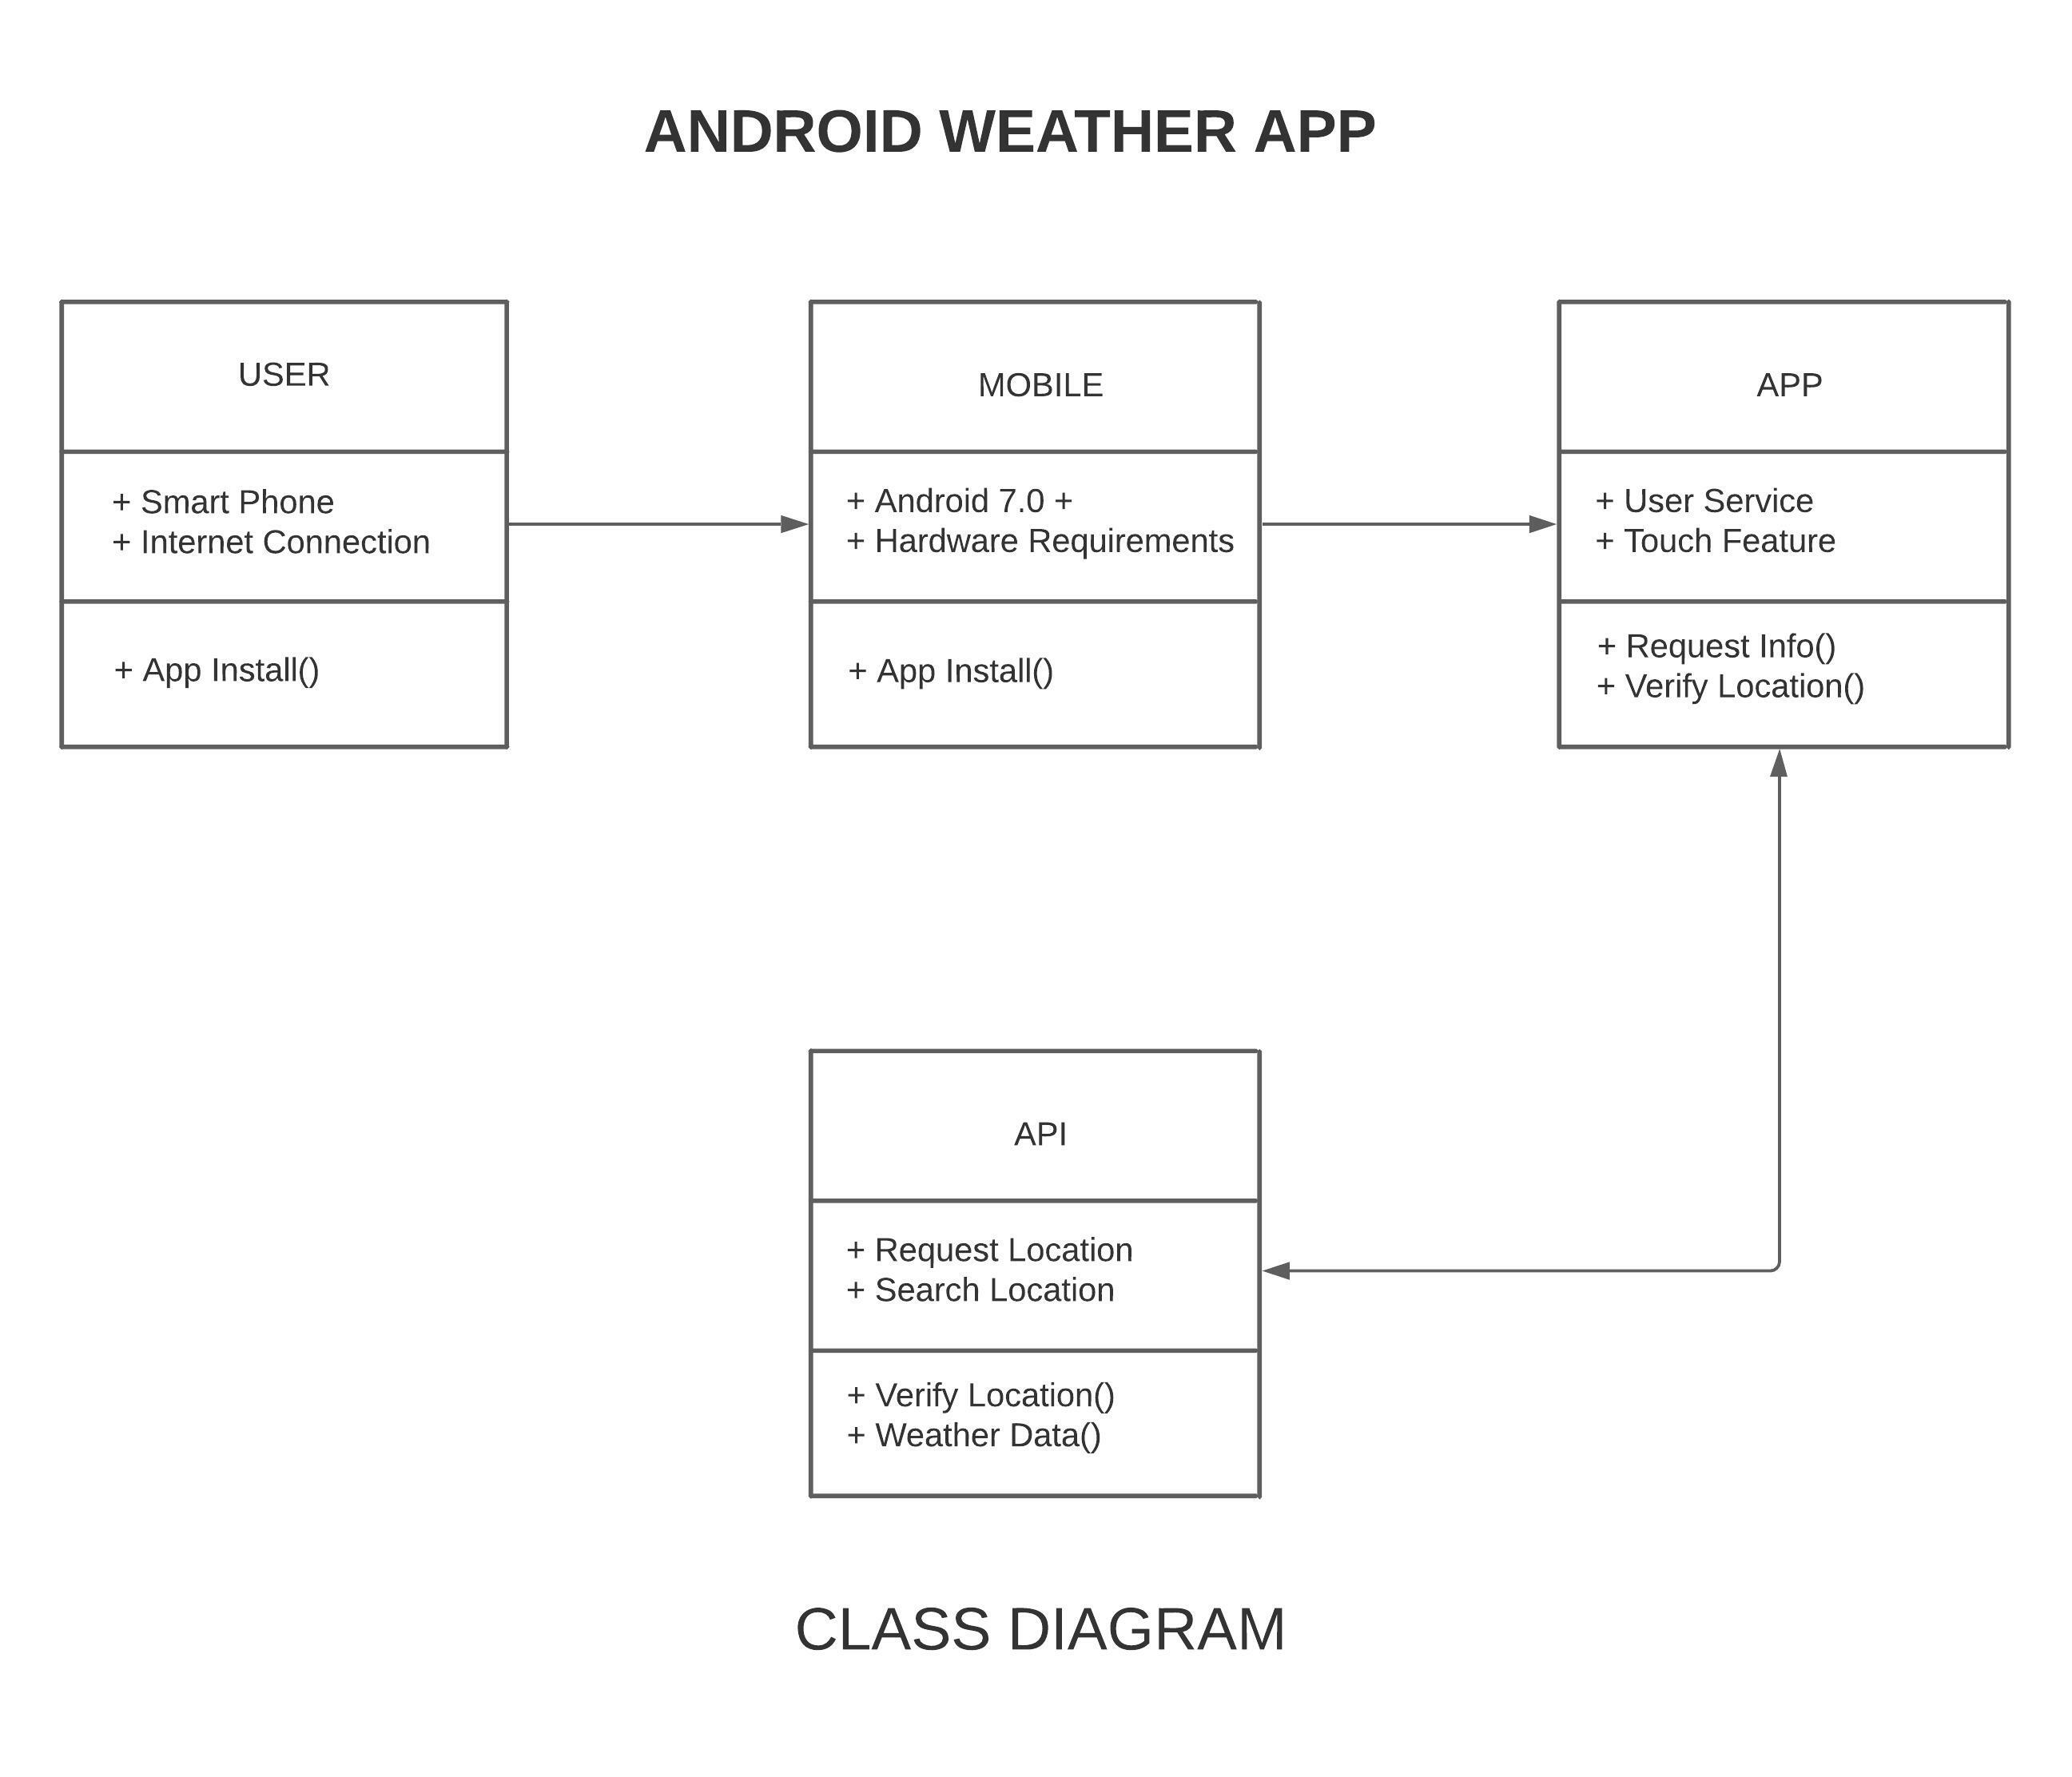 ANDROID WEATHER APP
USER
+ Smart Phone
+ Internet Connection
+ App Install()
MOBILE
+ Android 7.0 +
+ Hardware Requirements
+ App Install()
APP
+ User Service
+ Touch Feature
+ Request Info()
+ Verify Location()
API
+ Request Location
+ Search Location
+ Verify Location()
+ Weather Data()
CLASS DIAGRAM